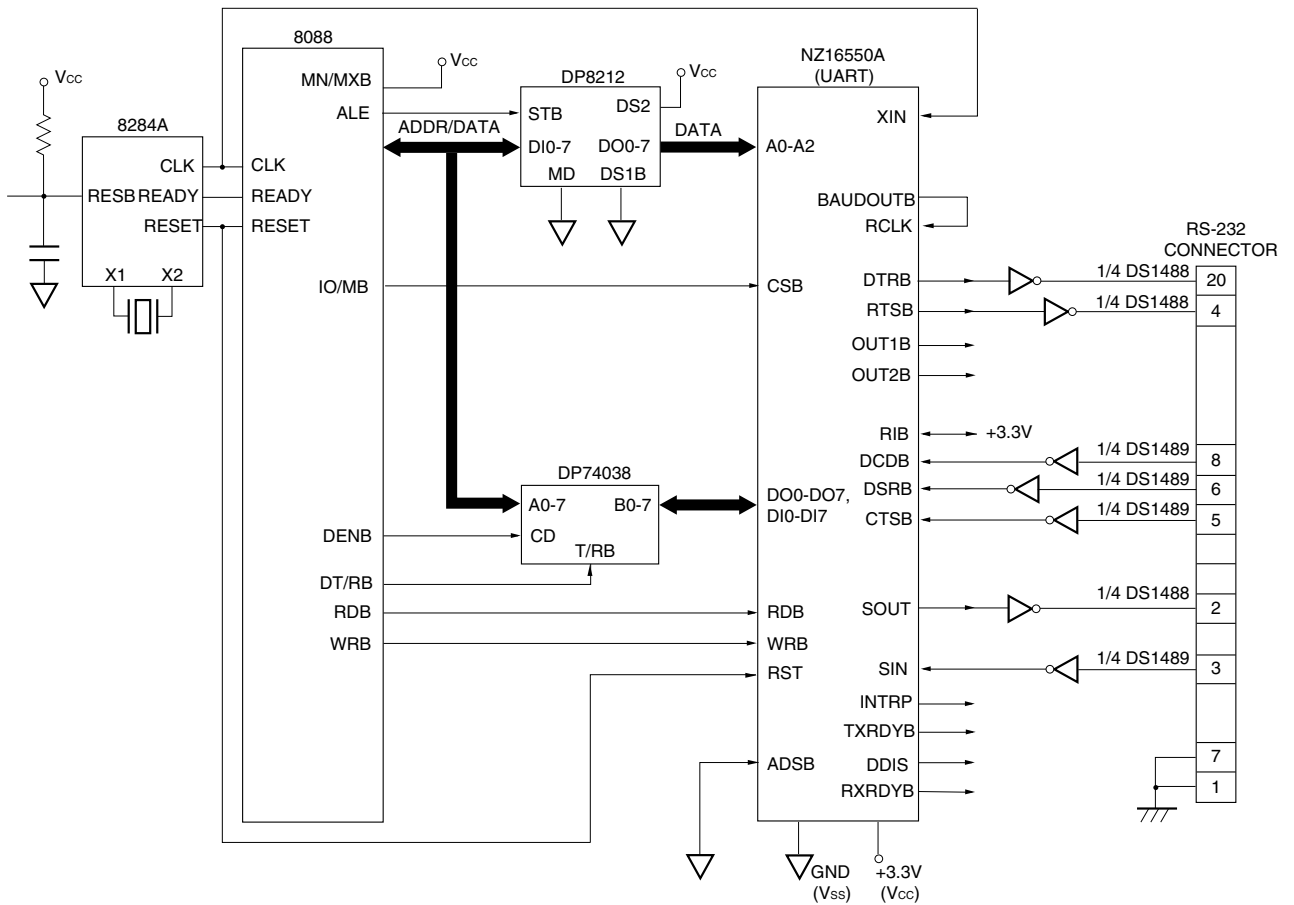 8284A
Vcc
CLK
RESB READY
RESET
X1 X2
8088
MN/MXB
Vcc
ALE
CLK
READY
RESET
IO/MB
DENB
DT/RB
RDB
WRB
ADDR/DATA
DP8212
Vcc
STB DS2
DI0-7 DO0-7
MD DS1B
DATA
DP74038
A0-7 B0-7
CD
T/RB
NZ16550A
(UART)
XIN
A0-A2
BAUDOUTB
RCLK
CSB
DTRB
RTSB
OUT1B
OUT2B
RIB
+3.3V
DCDB
DO0-DO7,
DI0-DI7
DSRB
CTSB
RDB
SOUT
WRB
RST
SIN
INTRP
TXRDYB
ADSB
DDIS
RXRDYB
GND
(Vss)
+3.3V
(Vcc)
RS-232
CONNECTOR
1/4 DS1488
20
1/4 DS1488
4
1/4 DS1489
8
1/4 DS1489
6
1/4 DS1489
5
1/4 DS1488
2
1/4 DS1489
3
7
1